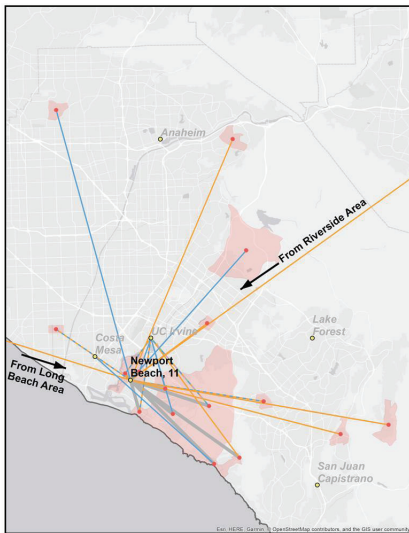 Anaheim
From Riverside Area
UC Irvine
Lake
Forest
Costa
Mesa
Newport
Beach, 11
From Long
Beach Area
San Juan
Capistrano
Esri, HERE, Garmin, © OpenStreetMap contributors, and the GIS user community